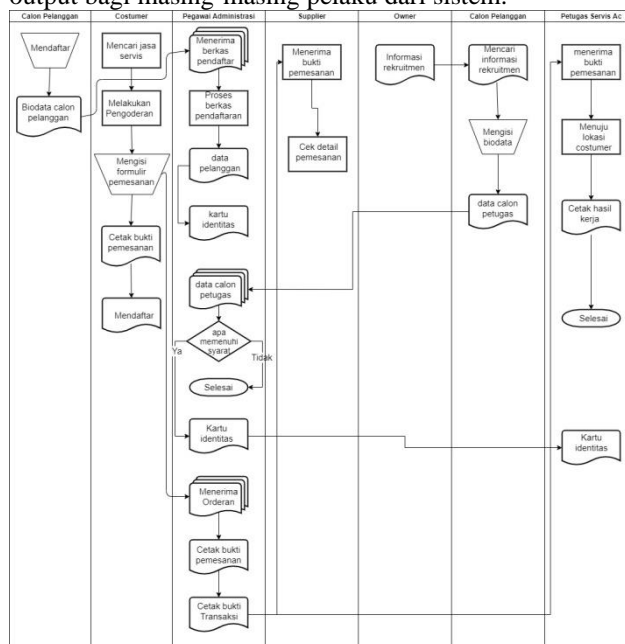 output bagi masing-masing pelaku dari sistem.
Calon Pelanggan
Costumer
Pegawai Administrasi
Supplier
Owner
Calon Pelanggan
Petugas Servis Ac
Mendaftar
Biodata calon
pelanggan
Mencari jasa
servis
Melakukan
Pengoderan
Mengisi
formulir
pemesanan
Cetak bukti
pemesanan
Mendaftar
Menerima
berkas
pendaftar
Proses
berkas
pendaftaran
data
pelanggan
kartu
identitas
data calon
petugas
apa
memenuhi
syarat
Ya
Tidak
Selesai
Kartu
identitas
Menerima
Orderan
Cetak bukti
pemesanan
Cetak bukti
Transaksi
Menerima
bukti
pemesanan
Cek detail
pemesanan
Informasi
rekruitmen
Mencari
informasi
rekruitmen
Mengisi
biodata
data calon
petugas
menerima
bukti
pemesanan
Menuju
lokasi
costumer
Cetak hasil
kerja
Selesai
Kartu
identitas